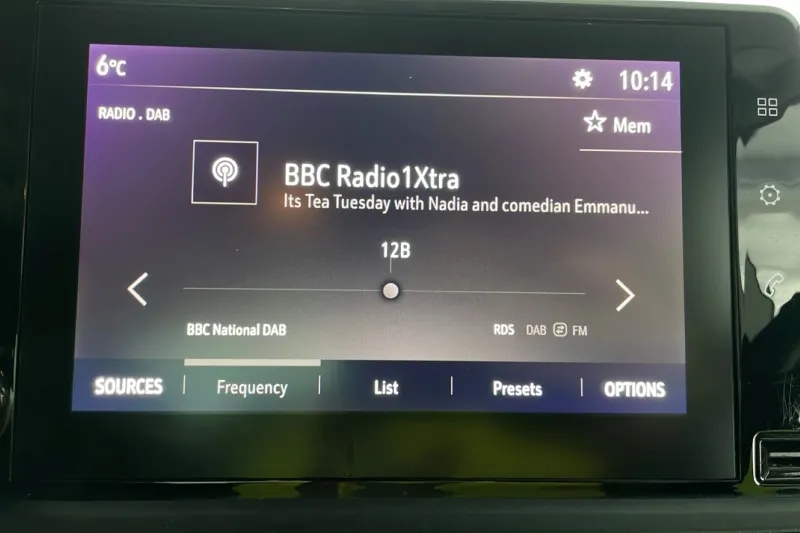 6°C 10:14
RADIO . DAB
Mem
BBC Radio1Xtra
Its Tea Tuesday with Nadia and comedian Emmanu...
12B
BBC National DAB RDS DAB FM
SOURCES Frequency List Presets OPTIONS